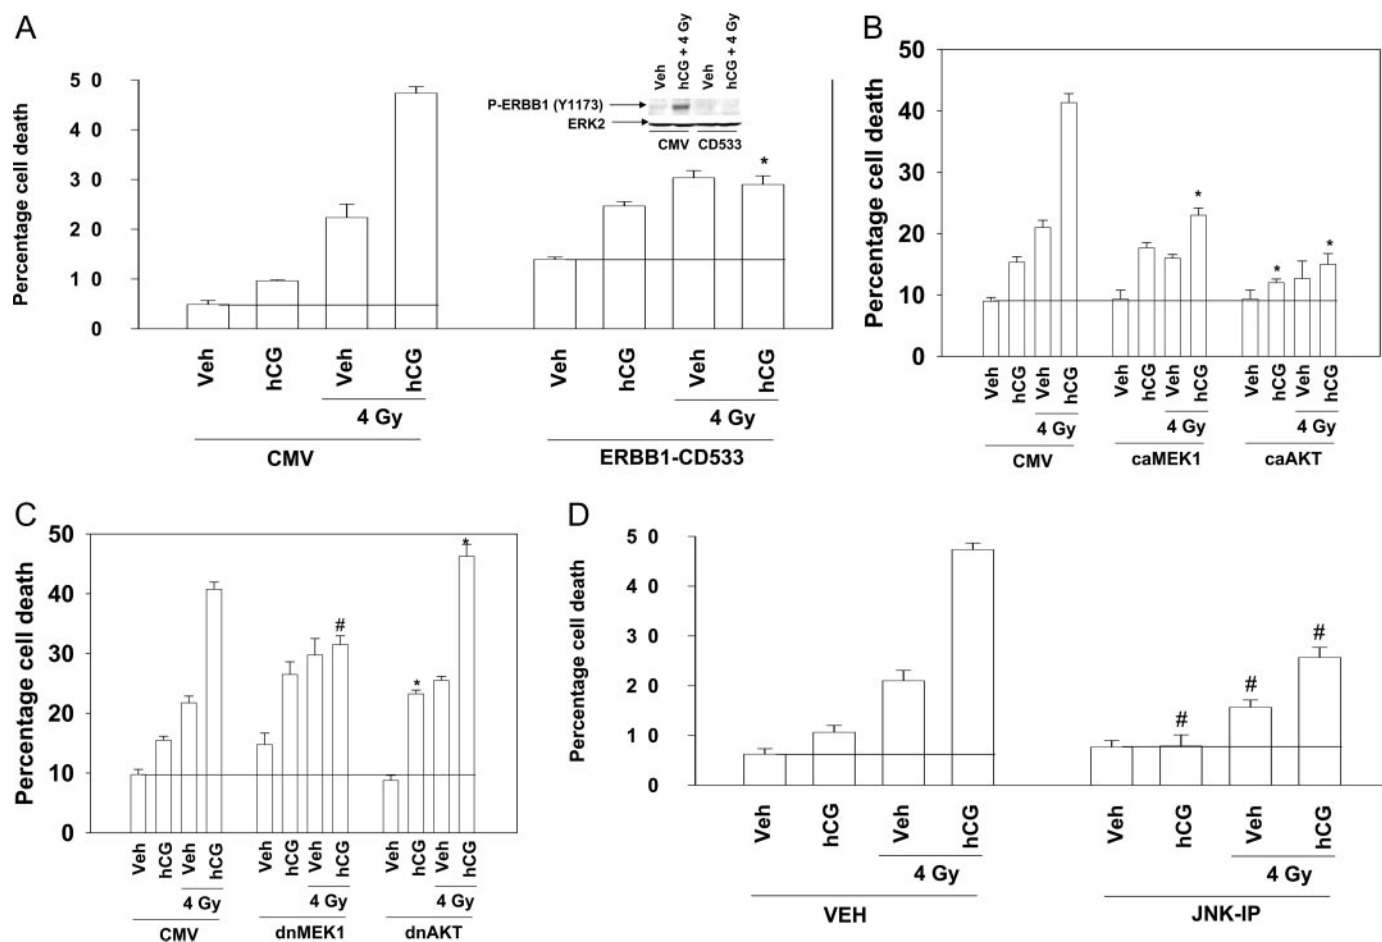 A
Percentage cell death
5 0
4 0
3 0
2 0
1 0
0
Veh
hCG
Veh
hCG
4 Gy
CMV
Veh
hCG + 4 Gy
Veh
hCG + 4 Gy
P-ERBB1 (Y1173)
ERK2
CMV CD533
*
Veh
hCG
Veh
hCG
4 Gy
ERBB1-CD533
B
Percentage cell death
50
40
30
20
10
0
*
*
*
Veh
hCG
Veh
hCG
4 Gy
CMV
Veh
hCG
Veh
hCG
4 Gy
caMEK1
Veh
hCG
Veh
hCG
4 Gy
caAKT
C
Percentage cell death
50
40
30
20
10
0
#
*
*
Veh
hCG
Veh
hCG
4 Gy
CMV
Veh
hCG
Veh
hCG
4 Gy
dnMEK1
Veh
hCG
Veh
hCG
4 Gy
dnAKT
D
Percentage cell death
5 0
4 0
3 0
2 0
1 0
0
Veh
hCG
Veh
hCG
4 Gy
VEH
#
#
#
Veh
hCG
Veh
hCG
4 Gy
JNK-IP